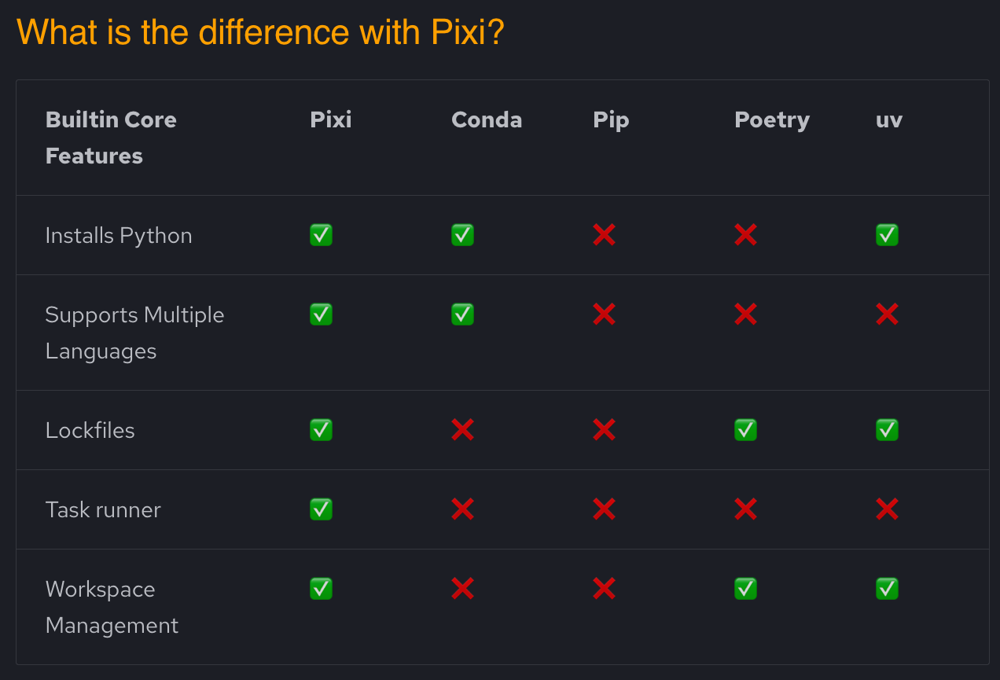 What is the difference with Pixi?
Builtin Core Features Pixi Conda Pip Poetry uv
Installs Python ✅ ✅ ❌ ❌ ✅
Supports Multiple Languages ✅ ✅ ❌ ❌ ❌
Lockfiles ✅ ❌ ❌ ✅ ✅
Task runner ✅ ❌ ❌ ❌ ❌
Workspace Management ✅ ❌ ❌ ✅ ✅